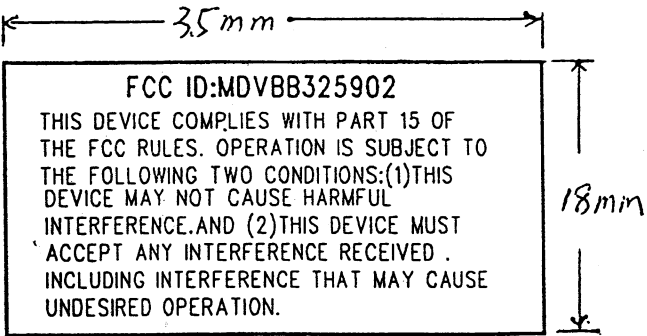 35mm
FCC ID:MDVBB325902
THIS DEVICE COMPLIES WITH PART 15 OF
THE FCC RULES. OPERATION IS SUBJECT TO
THE FOLLOWING TWO CONDITIONS:(1)THIS
DEVICE MAY NOT CAUSE HARMFUL
INTERFERENCE.AND (2)THIS DEVICE MUST
ACCEPT ANY INTERFERENCE RECEIVED .
INCLUDING INTERFERENCE THAT MAY CAUSE
UNDESIRED OPERATION.
18mm